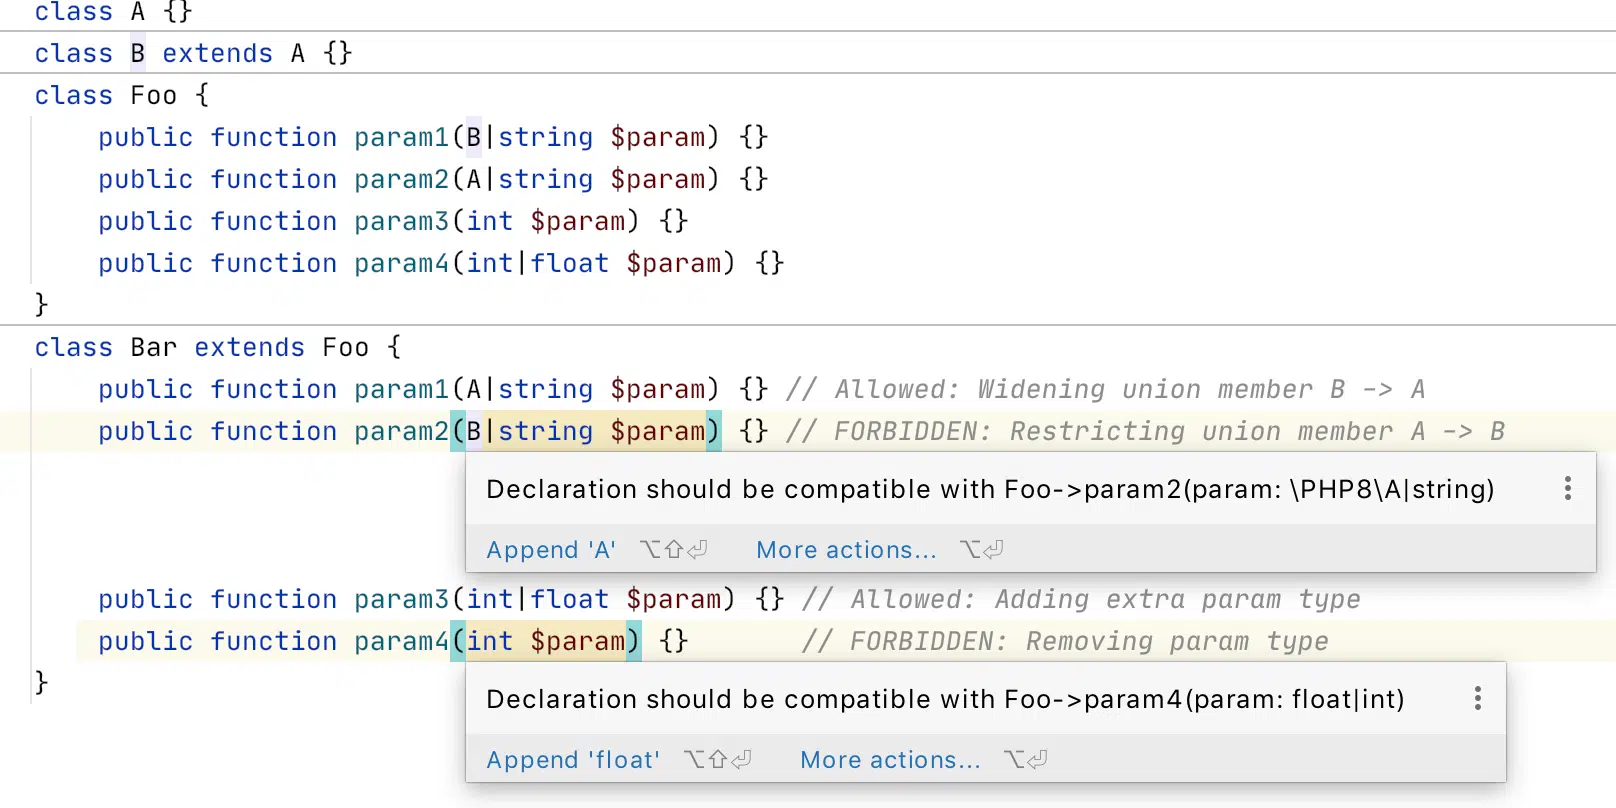 class A {}
class B extends A {}
class Foo {
    public function param1(B|string $param) {}
    public function param2(A|string $param) {}
    public function param3(int $param) {}
    public function param4(int|float $param) {}
}
class Bar extends Foo {
    public function param1(A|string $param) {} // Allowed: Widening union member B -> A
    public function param2(B|string $param) {} // FORBIDDEN: Restricting union member A -> B
Declaration should be compatible with Foo->param2(param: \PHP8\A|string)
Append 'A' ⌥⇧⏎ More actions... ⌥⏎
    public function param3(int|float $param) {} // Allowed: Adding extra param type
    public function param4(int $param) {}       // FORBIDDEN: Removing param type
}
Declaration should be compatible with Foo->param4(param: float|int)
Append 'float' ⌥⇧⏎ More actions... ⌥⏎